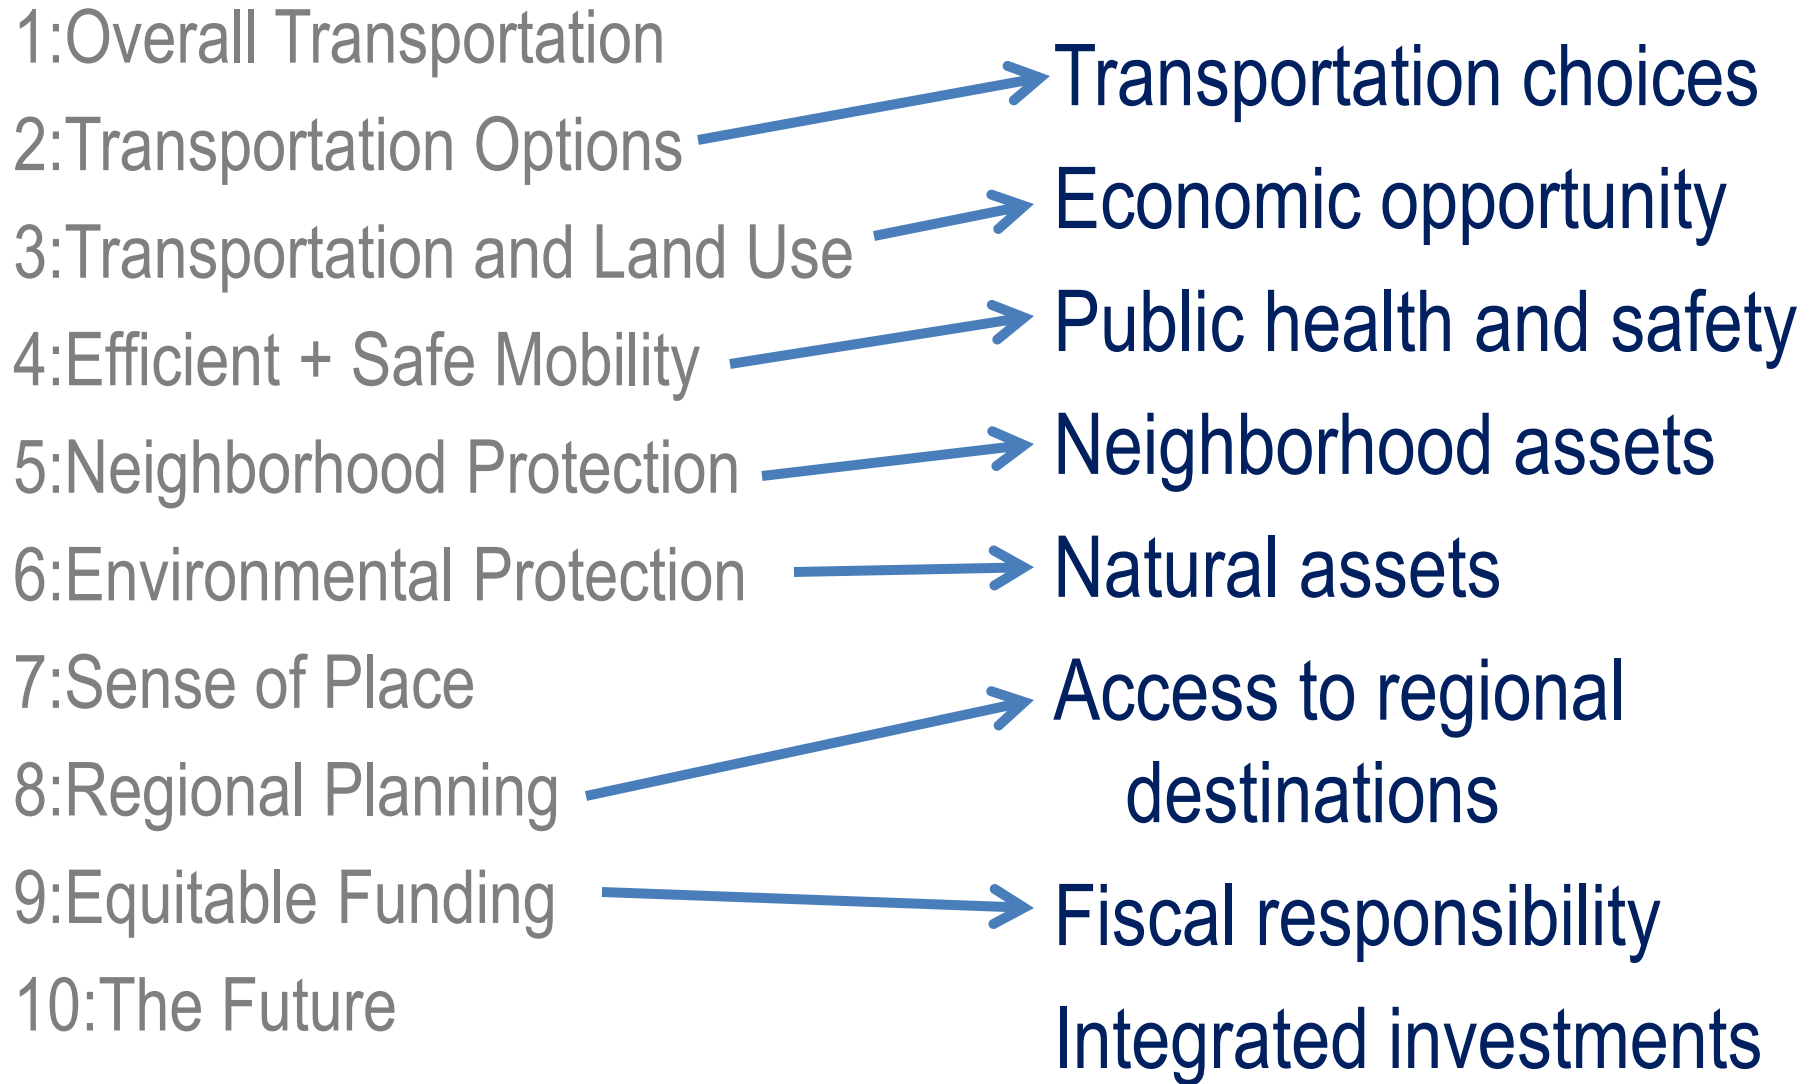 1:Overall Transportation
2:Transportation Options
3:Transportation and Land Use
4:Efficient + Safe Mobility
5:Neighborhood Protection
6:Environmental Protection
7:Sense of Place
8:Regional Planning
9:Equitable Funding
10:The Future
Transportation choices
Economic opportunity
Public health and safety
Neighborhood assets
Natural assets
Access to regional
destinations
Fiscal responsibility
Integrated investments